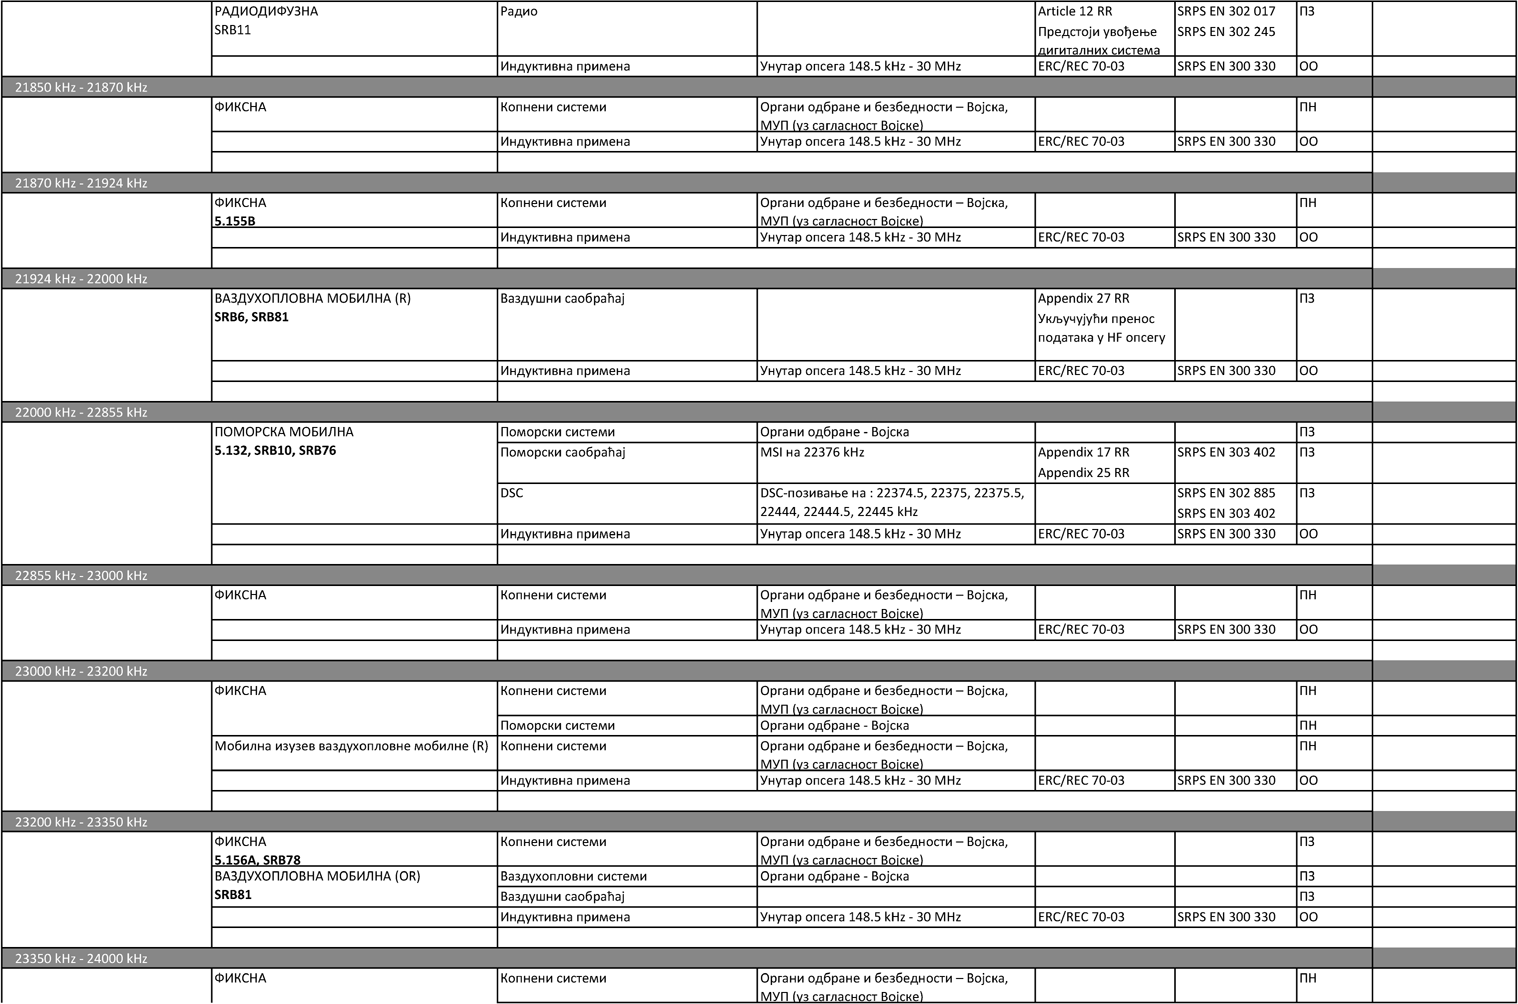 РАДИОДИФУЗНА Радио Article 12 RR SRPS EN 302 017 ПЗ
SRB11 Предстоји увођење SRPS EN 302 245
дигиталних система
Индуктивна примена Унутар опсега 148.5 kHz - 30 MHz ERC/REC 70-03 SRPS EN 300 330 ОО
21850 kHz - 21870 kHz
ФИКСНА Копнени системи Органи одбране и безбедности – Војска, ПН
МУП (уз сагласност Војске)
Индуктивна примена Унутар опсега 148.5 kHz - 30 MHz ERC/REC 70-03 SRPS EN 300 330 ОО
21870 kHz - 21924 kHz
ФИКСНА Копнени системи Органи одбране и безбедности – Војска, ПН
5.155B МУП (уз сагласност Војске)
Индуктивна примена Унутар опсега 148.5 kHz - 30 MHz ERC/REC 70-03 SRPS EN 300 330 ОО
21924 kHz - 22000 kHz
ВАЗДУХОПЛОВНА МОБИЛНА (R) Ваздушни саобраћај Appendix 27 RR ПЗ
SRB6, SRB81 Укључујући пренос
података у HF опсегу
Индуктивна примена Унутар опсега 148.5 kHz - 30 MHz ERC/REC 70-03 SRPS EN 300 330 ОО
22000 kHz - 22855 kHz
ПОМОРСКА МОБИЛНА Поморски системи Органи одбране - Војска ПЗ
5.132, SRB10, SRB76 Поморски саобраћај MSI на 22376 kHz Appendix 17 RR SRPS EN 303 402 ПЗ
Appendix 25 RR
DSC DSC-позивање на : 22374.5, 22375, 22375.5, SRPS EN 302 885 ПЗ
22444, 22444.5, 22445 kHz SRPS EN 303 402
Индуктивна примена Унутар опсега 148.5 kHz - 30 MHz ERC/REC 70-03 SRPS EN 300 330 ОО
22855 kHz - 23000 kHz
ФИКСНА Копнени системи Органи одбране и безбедности – Војска, ПН
МУП (уз сагласност Војске)
Индуктивна примена Унутар опсега 148.5 kHz - 30 MHz ERC/REC 70-03 SRPS EN 300 330 ОО
23000 kHz - 23200 kHz
ФИКСНА Копнени системи Органи одбране и безбедности – Војска, ПН
МУП (уз сагласност Војске)
Поморски системи Органи одбране - Војска ПН
Мобилна изузев ваздухопловне мобилне (R) Копнени системи Органи одбране и безбедности – Војска, ПН
МУП (уз сагласност Војске)
Индуктивна примена Унутар опсега 148.5 kHz - 30 MHz ERC/REC 70-03 SRPS EN 300 330 ОО
23200 kHz - 23350 kHz
ФИКСНА Копнени системи Органи одбране и безбедности – Војска, ПЗ
5.156A, SRB78 МУП (уз сагласност Војске)
ВАЗДУХОПЛОВНА МОБИЛНА (OR) Ваздухопловни системи Органи одбране - Војска ПЗ
SRB81 Ваздушни саобраћај ПЗ
Индуктивна примена Унутар опсега 148.5 kHz - 30 MHz ERC/REC 70-03 SRPS EN 300 330 ОО
23350 kHz - 24000 kHz
ФИКСНА Копнени системи Органи одбране и безбедности – Војска, ПН
МУП (уз сагласност Војске)